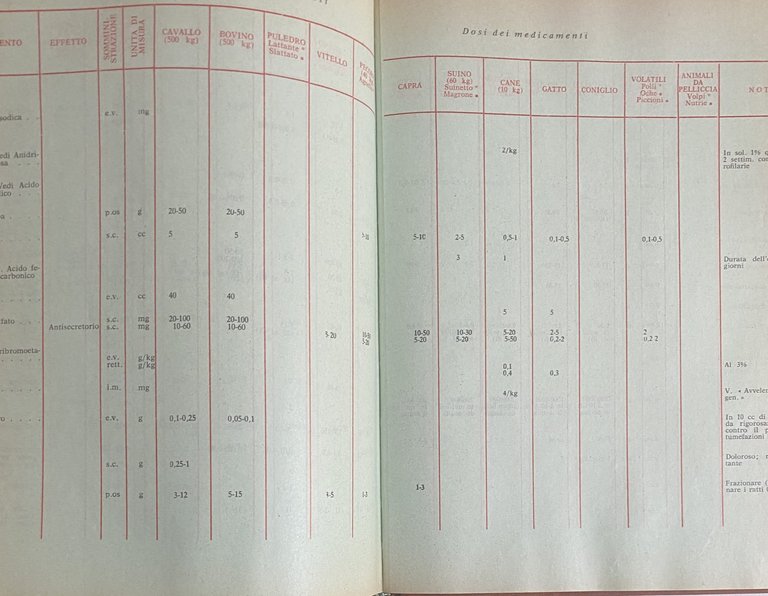 ENTO EFFETTO SOMMINI-STRAZIONE UNITÀ DI MISURA CAVALLO (500 kg) BOVINO (500 kg) PULEDRO Lattante * Slattato • VITELLO
sodica . . e.v. mg
edi Anidri-
sa . . .
Vedi Acido
ico . . .
a . p.os g 20-50 20-50
s.c. cc 5 5
. Acido fe-
carbonico
. . . . . e.v. cc 40 40
fato . . . s.c. mg 20-100 20-100
Antisecretorio s.c. mg 10-60 10-60 5-20
ribromoeta-
. . . . . e.v. g/kg
rett. g/kg
i.m. mg
o . . . . e.v. g 0,1-0,25 0,05-0,1
s.c. g 0,25-1
p.os g 3-12 5-15 1-3
Dosi dei medicamenti
CAPRA SUINO (60 kg) Suinetto * Magrone • CANE (10 kg) GATTO CONIGLIO VOLATILI Polli * Oche • Piccioni ⁎ ANIMALI DA PELLICCIA Volpi * Nutrie • NOT
2/kg In sol. 1%
2 settim. co
rofilarie
5-10 2-5 0,5-1 0,1-0,5 0,1-0,5
3 1 Durata dell'
giorni
5 5
10-50 10-30 5-20 2-5 2
5-20 5-20 5-50 0,2-2 0,2 2
0,1 Al 3%
0,4 0,3
4/kg V. « Avvele
gen. »
In 10 cc di
da rigorosa
contro il p
tumefazioni
Doloroso;
tante
1-3 Frazionare (
nare i ratti